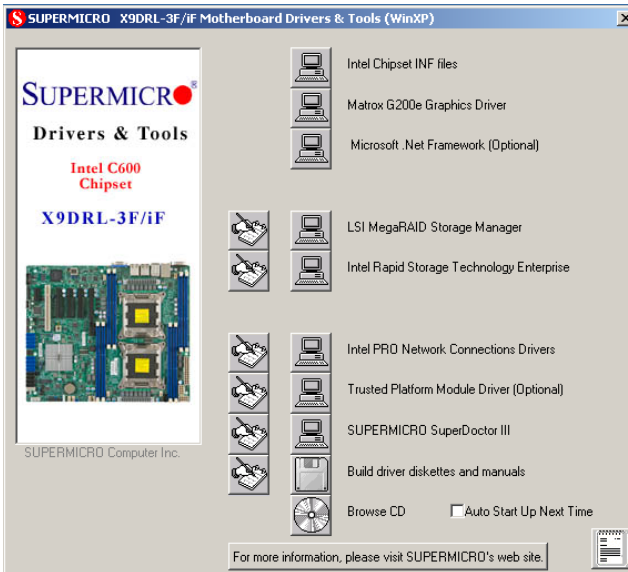 SUPERMICRO X9DRL-3F/iF Motherboard Drivers & Tools (WinXP)
SUPERMICRO®
Drivers & Tools
Intel C600
Chipset
X9DRL-3F/iF
SUPERMICRO Computer Inc.
Intel Chipset INF files
Matrox G200e Graphics Driver
Microsoft .Net Framework (Optional)
LSI MegaRAID Storage Manager
Intel Rapid Storage Technology Enterprise
Intel PRO Network Connections Drivers
Trusted Platform Module Driver (Optional)
SUPERMICRO SuperDoctor III
Build driver diskettes and manuals
Browse CD Auto Start Up Next Time
For more information, please visit SUPERMICRO's web site.